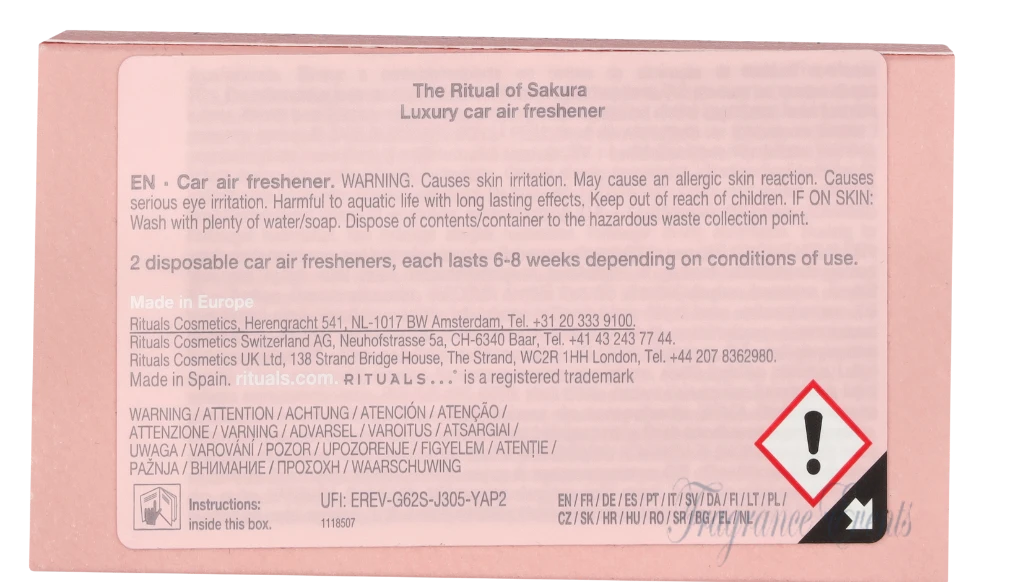 The Ritual of Sakura
Luxury car air freshener
EN · Car air freshener. WARNING. Causes skin irritation. May cause an allergic skin reaction. Causes
serious eye irritation. Harmful to aquatic life with long lasting effects. Keep out of reach of children. IF ON SKIN:
Wash with plenty of water/soap. Dispose of contents/container to the hazardous waste collection point.
2 disposable car air fresheners, each lasts 6-8 weeks depending on conditions of use.
Made in Europe
Rituals Cosmetics, Herengracht 541, NL-1017 BW Amsterdam, Tel. +31 20 333 9100.
Rituals Cosmetics Switzerland AG, Neuhofstrasse 5a, CH-6340 Baar, Tel. +41 43 243 77 44.
Rituals Cosmetics UK Ltd, 138 Strand Bridge House, The Strand, WC2R 1HH London, Tel. +44 207 8362980.
Made in Spain. rituals.com. RITUALS...® is a registered trademark
WARNING / ATTENTION / ACHTUNG / ATENCIÓN / ATENÇÃO /
ATTENZIONE / VARNING / ADVARSEL / VAROITUS / ATSARGIAI /
UWAGA / VAROVÁNÍ / POZOR / UPOZORENJE / FIGYELEM / ATENȚIE /
PAŽNJA / ВНИМАНИЕ / ΠΡΟΣΟΧΗ / WAARSCHUWING
Instructions:
inside this box.
UFI: EREV-G62S-J305-YAP2
1118507
EN / FR / DE / ES / PT / IT / SV / DA / FI / LT / PL /
CZ / SK / HR / HU / RO / SR / BG / EL / NL